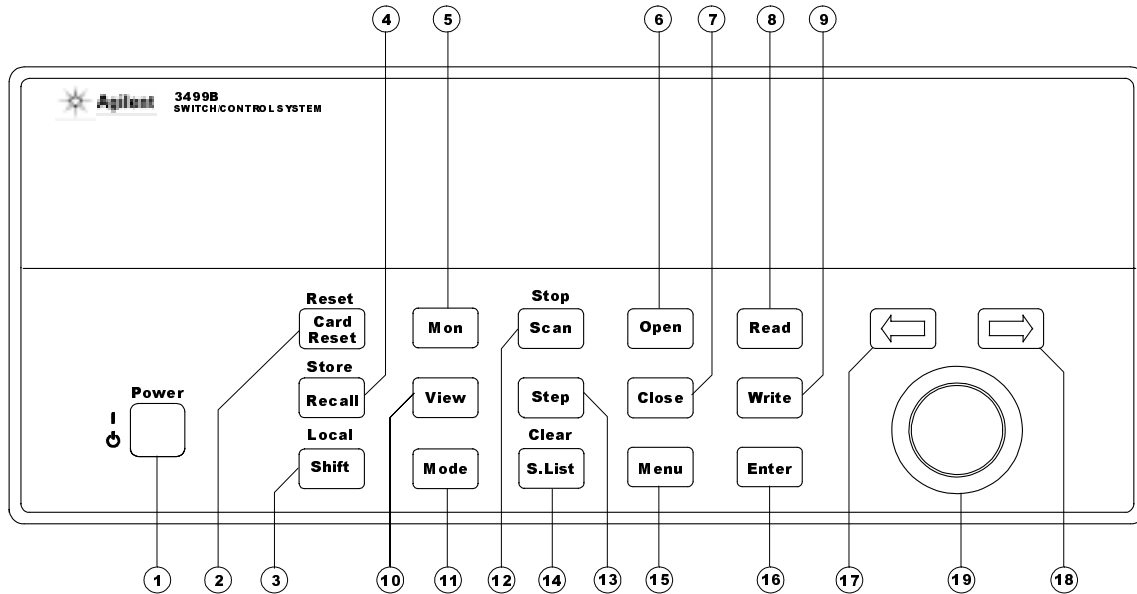 4 5 6 7 8 9
Agilent 3499B
SWITCH/CONTROL SYSTEM
Reset Stop
Card Reset Mon Scan Open Read
Store
Recall View Step Close Write
Power
Local Clear
Shift Mode S.List Menu Enter
1 2 3 10 11 12 14 13 15 16 17 19 18